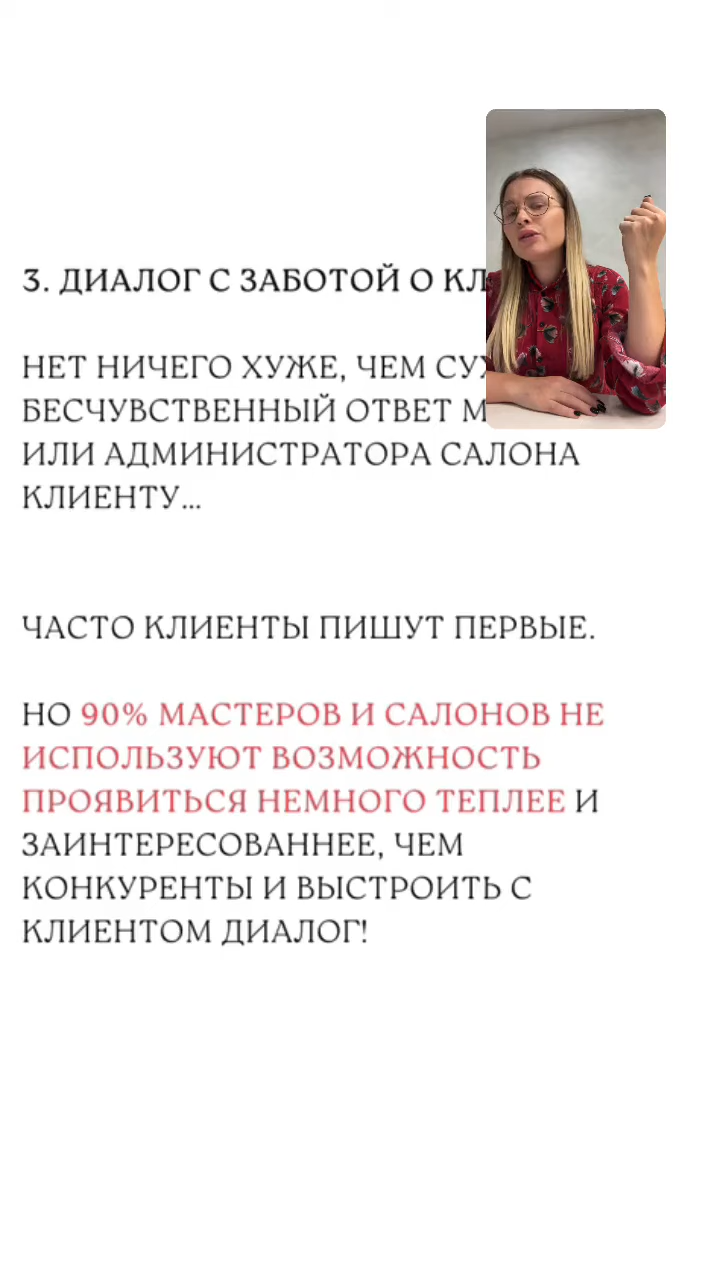 3. ДИАЛОГ С ЗАБОТОЙ О
НЕТ НИЧЕГО ХУЖЕ, ЧЕМ
БЕСЧУВСТВЕННЫЙ ОТВЕТ
ИЛИ АДМИНИСТРАТОРА САЛОНА
КЛИЕНТУ...
ЧАСТО КЛИЕНТЫ ПИШУТ ПЕРВЫЕ.
НО 90% МАСТЕРОВ И САЛОНОВ НЕ
ИСПОЛЬЗУЮТ ВОЗМОЖНОСТЬ
ПРОЯВИТЬСЯ НЕМНОГО ТЕПЛЕЕ И
ЗАИНТЕРЕСОВАННЕЕ, ЧЕМ
КОНКУРЕНТЫ И ВЫСТРОИТЬ С
КЛИЕНТОМ ДИАЛОГ!